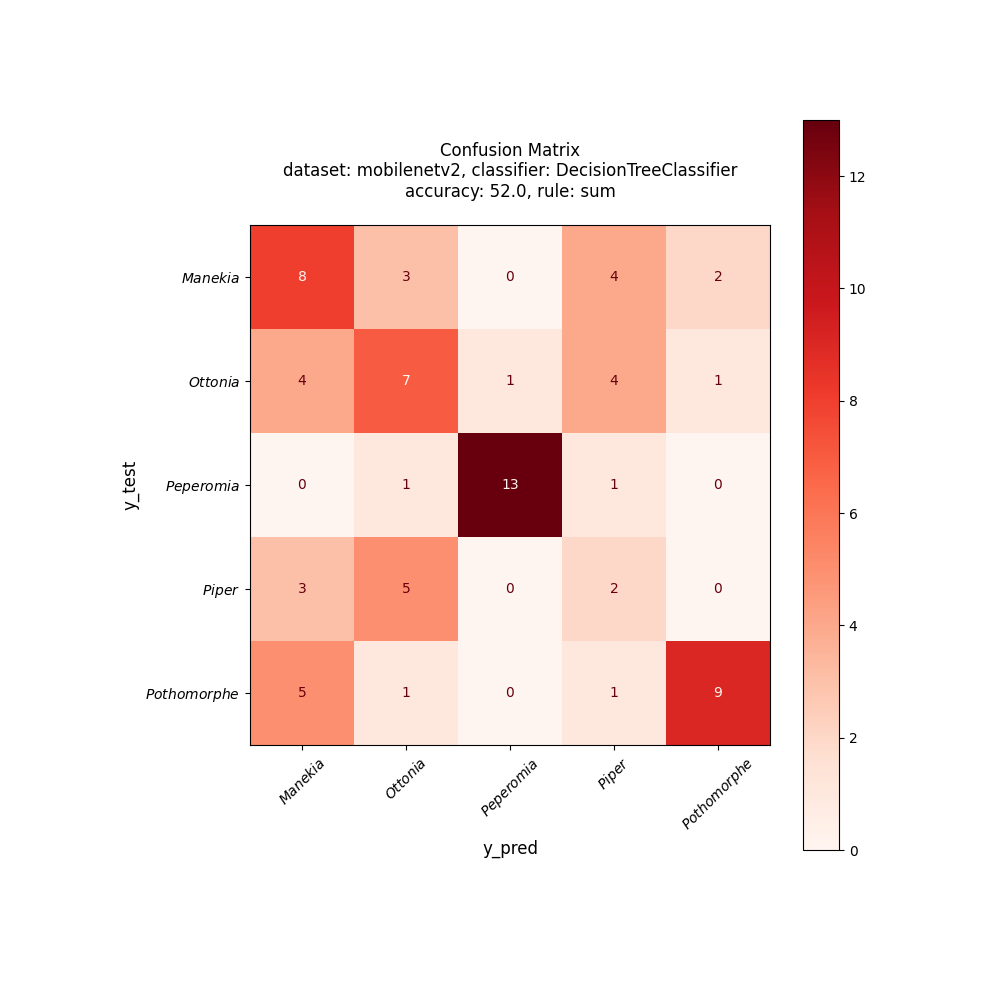 Confusion Matrix
dataset: mobilenetv2, classifier: DecisionTreeClassifier
accuracy: 52.0, rule: sum
Manekia 8 3 0 4 2
Ottonia 4 7 1 4 1
Peperomia 0 1 13 1 0
Piper 3 5 0 2 0
Pothomorphe 5 1 0 1 9
Manekia Ottonia Peperomia Piper Pothomorphe
y_test
y_pred
12
10
8
6
4
2
0